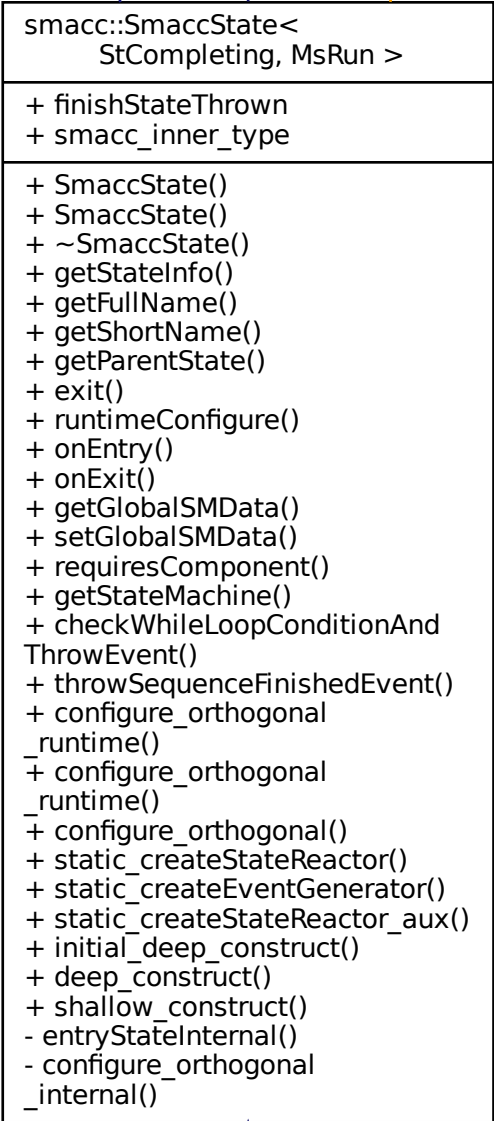 smacc::SmaccState<
StCompleting, MsRun >
+ finishStateThrown
+ smacc_inner_type
+ SmaccState()
+ SmaccState()
+ ~SmaccState()
+ getStateInfo()
+ getFullName()
+ getShortName()
+ getParentState()
+ exit()
+ runtimeConfigure()
+ onEntry()
+ onExit()
+ getGlobalSMData()
+ setGlobalSMData()
+ requiresComponent()
+ getStateMachine()
+ checkWhileLoopConditionAnd
ThrowEvent()
+ throwSequenceFinishedEvent()
+ configure_orthogonal
_runtime()
+ configure_orthogonal
_runtime()
+ configure_orthogonal()
+ static_createStateReactor()
+ static_createEventGenerator()
+ static_createStateReactor_aux()
+ initial_deep_construct()
+ deep_construct()
+ shallow_construct()
- entryStateInternal()
- configure_orthogonal
_internal()